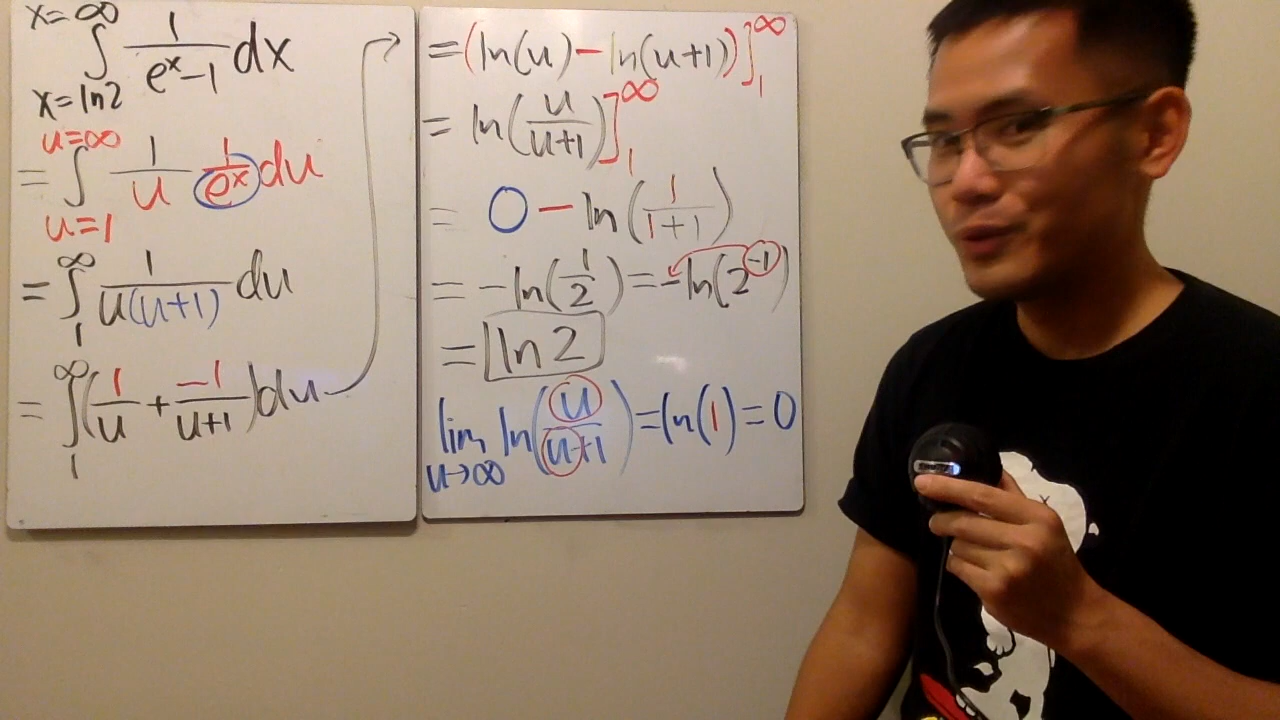 x=∞
∫ 1/(e^x−1) dx
x=ln2
u=∞
= ∫ 1/u 1/e^x du
u=1
= ∫_1^∞ 1/(u(u+1)) du
= ∫_1^∞ (1/u + −1/(u+1)) du
= (ln(u) − ln(u+1))]_1^∞
= ln(u/(u+1))]_1^∞
= 0 − ln(1/(1+1))
= −ln(1/2) = −ln(2^−1)
= ln 2
lim_{u→∞} ln(u/(u+1)) = ln(1) = 0